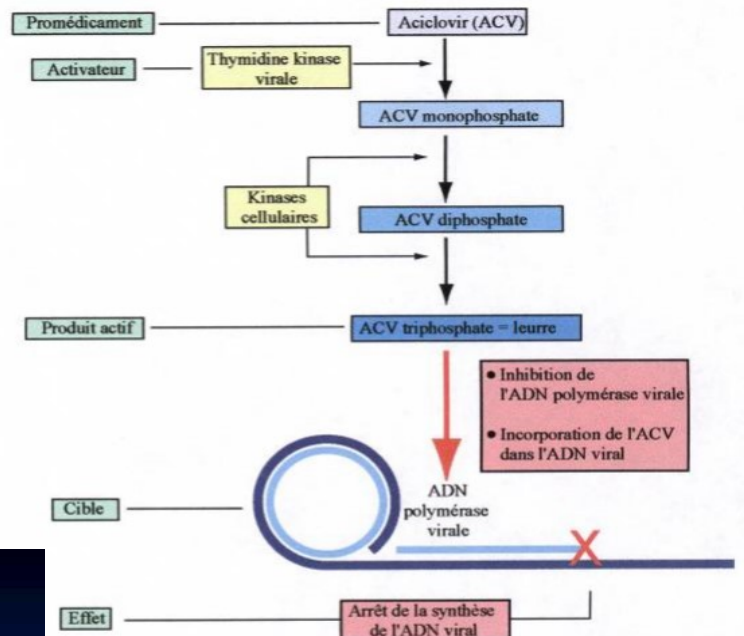 Promédicament
Aciclovir (ACV)
Activateur
Thymidine kinase
virale
ACV monophosphate
Kinases
cellulaires
ACV diphosphate
Produit actif
ACV triphosphate = leurre
• Inhibition de
l'ADN polymérase virale
• Incorporation de l'ACV
dans l'ADN viral
Cible
ADN
polymérase
virale
X
Effet
Arrêt de la synthèse
de l'ADN viral